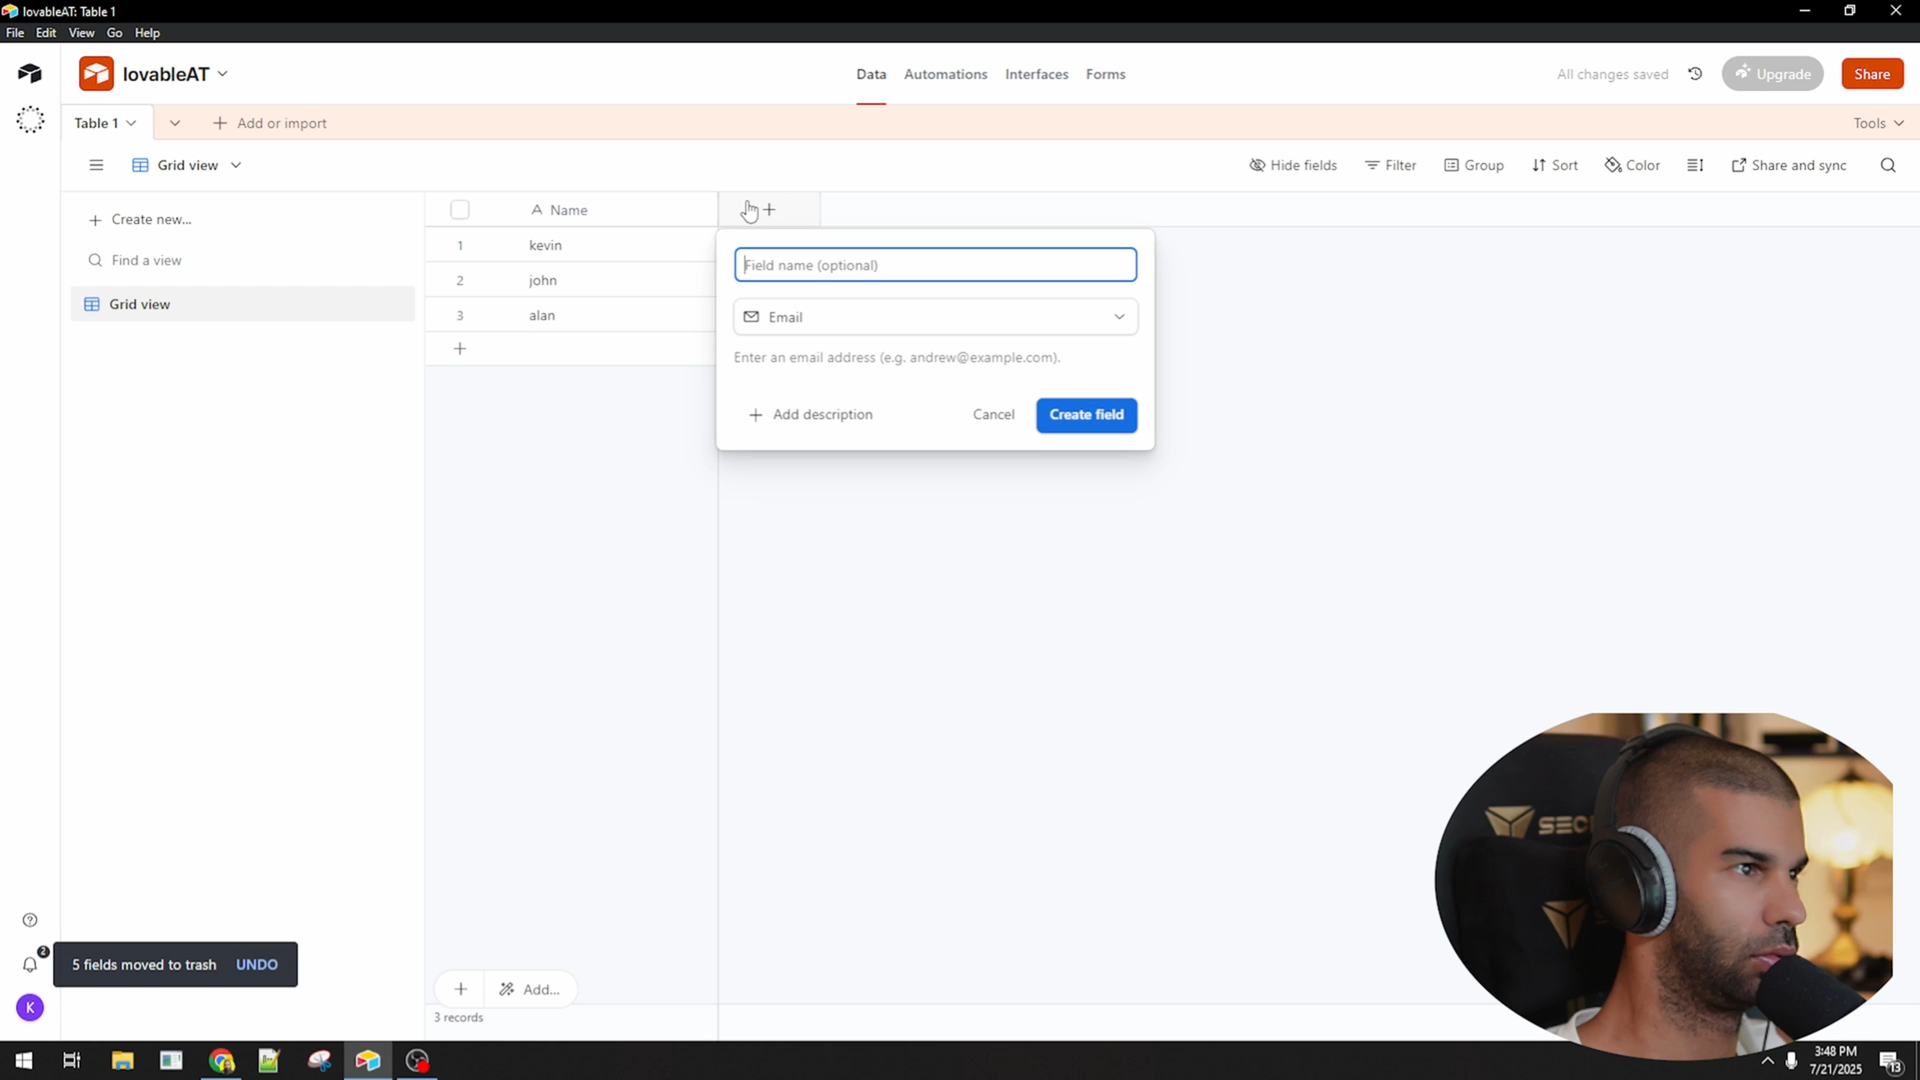 lovableAT: Table 1
File Edit View Go Help
lovableAT
Data Automations Interfaces Forms
All changes saved
Upgrade
Share
Table 1
Add or import
Tools
Grid view
Hide fields
Filter
Group
Sort
Color
Share and sync
Create new...
Find a view
Grid view
A Name
1 kevin
2 john
3 alan
Field name (optional)
Email
Enter an email address (e.g. andrew@example.com).
Add description
Cancel
Create field
2
5 fields moved to trash UNDO
K
Add...
3 records
SEC
3:48 PM
7/21/2025
13